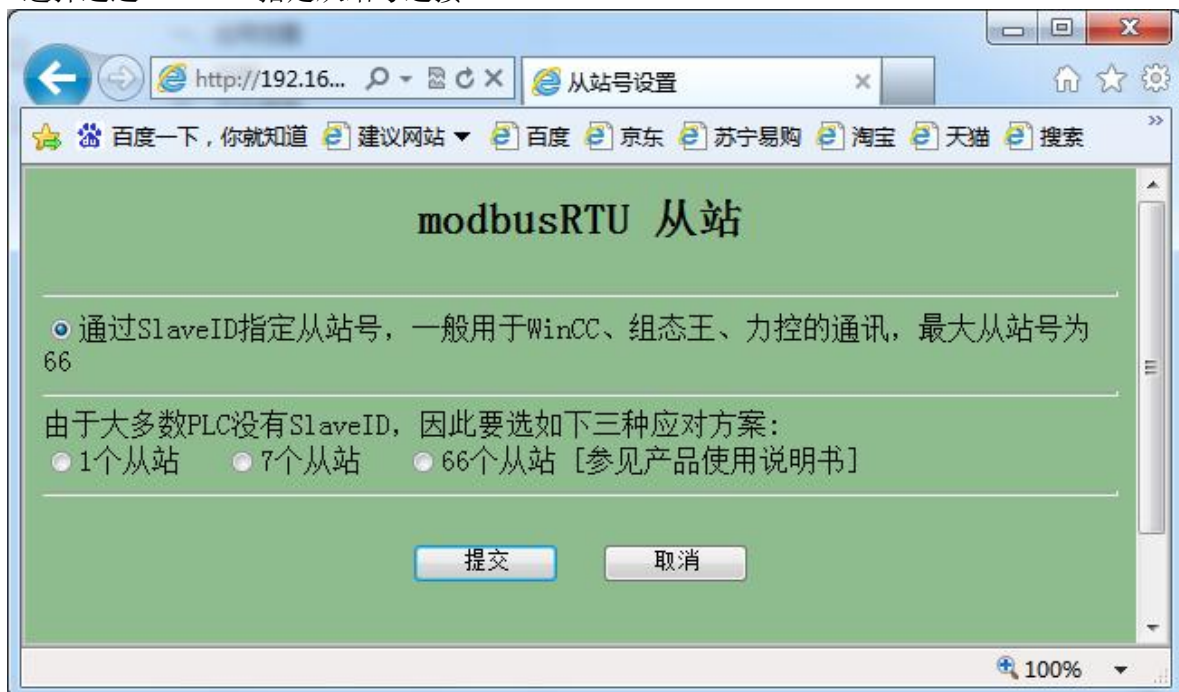 http://192.16...
从站号设置
百度一下，你就知道 建议网站 百度 京东 苏宁易购 淘宝 天猫 搜索
modbusRTU 从站
通过SlaveID指定从站号，一般用于WinCC、组态王、力控的通讯，最大从站号为
66
由于大多数PLC没有SlaveID，因此要选如下三种应对方案：
1个从站 7个从站 66个从站 [参见产品使用说明书]
提交 取消
100%